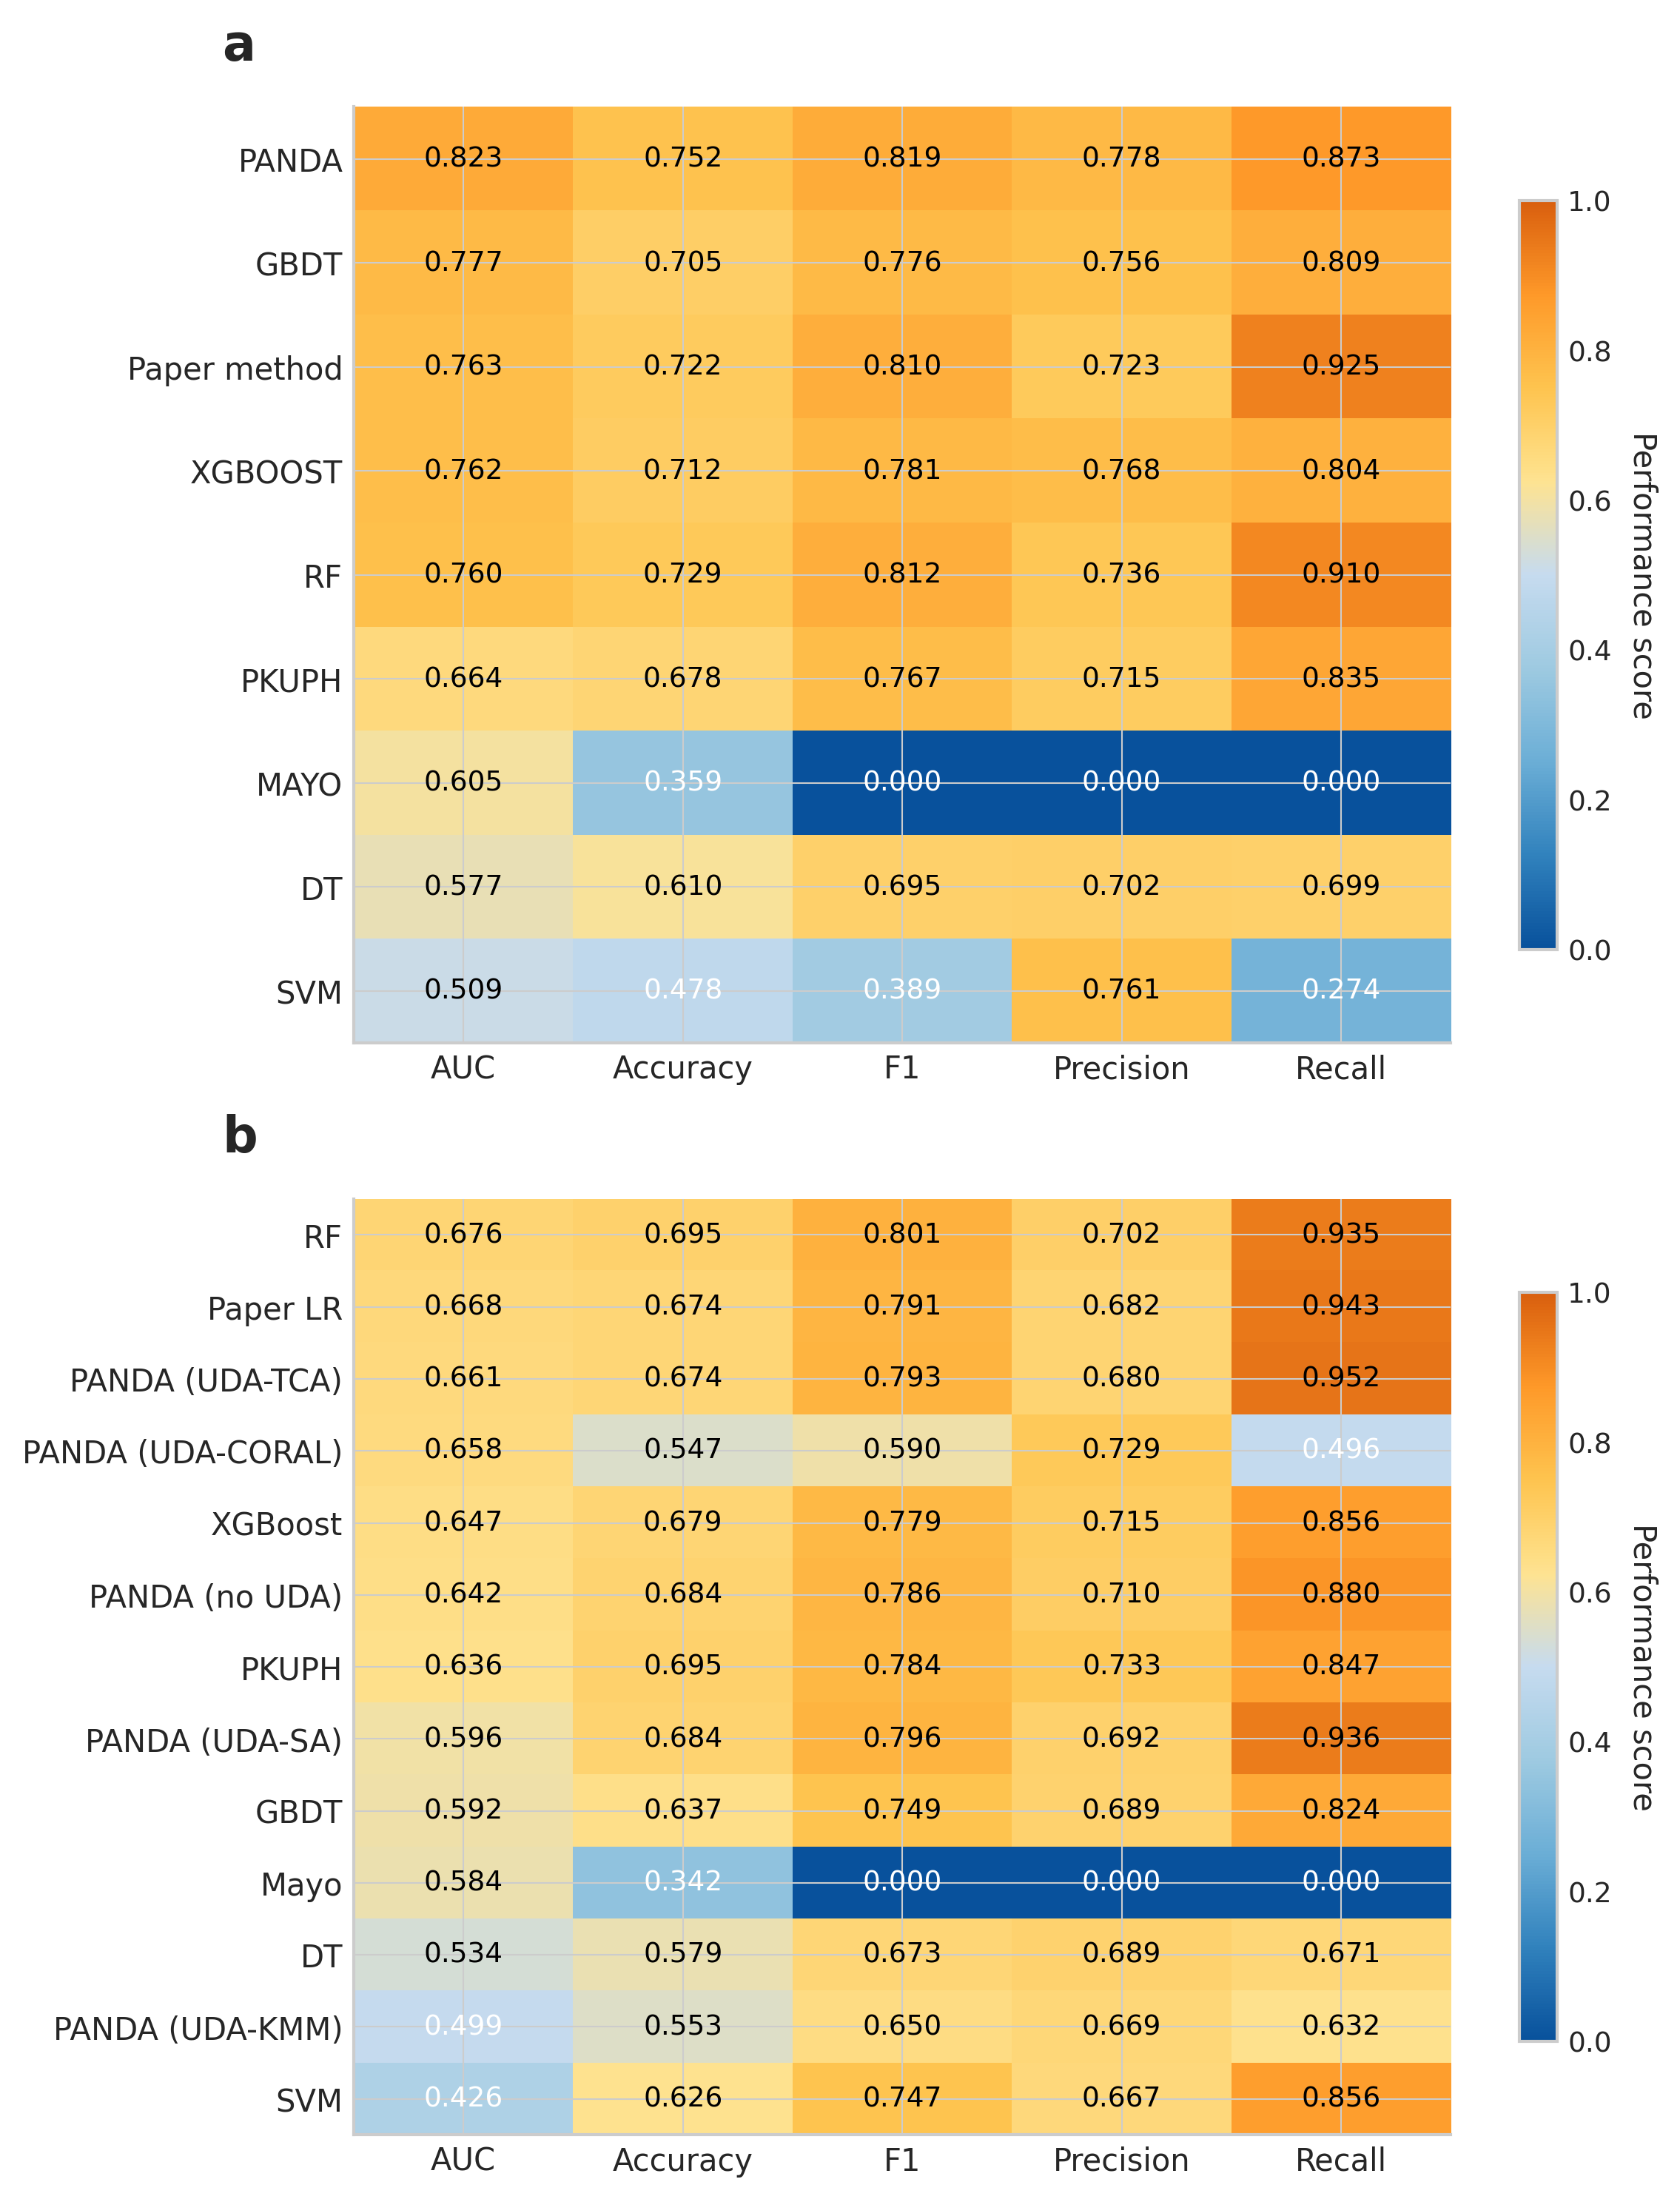 a
PANDA 0.823 0.752 0.819 0.778 0.873
GBDT 0.777 0.705 0.776 0.756 0.809
Paper method 0.763 0.722 0.810 0.723 0.925
XGBOOST 0.762 0.712 0.781 0.768 0.804
RF 0.760 0.729 0.812 0.736 0.910
PKUPH 0.664 0.678 0.767 0.715 0.835
MAYO 0.605 0.359 0.000 0.000 0.000
DT 0.577 0.610 0.695 0.702 0.699
SVM 0.509 0.478 0.389 0.761 0.274
AUC Accuracy F1 Precision Recall
1.0
0.8
0.6
0.4
0.2
0.0
Performance score
b
RF 0.676 0.695 0.801 0.702 0.935
Paper LR 0.668 0.674 0.791 0.682 0.943
PANDA (UDA-TCA) 0.661 0.674 0.793 0.680 0.952
PANDA (UDA-CORAL) 0.658 0.547 0.590 0.729 0.496
XGBoost 0.647 0.679 0.779 0.715 0.856
PANDA (no UDA) 0.642 0.684 0.786 0.710 0.880
PKUPH 0.636 0.695 0.784 0.733 0.847
PANDA (UDA-SA) 0.596 0.684 0.796 0.692 0.936
GBDT 0.592 0.637 0.749 0.689 0.824
Mayo 0.584 0.342 0.000 0.000 0.000
DT 0.534 0.579 0.673 0.689 0.671
PANDA (UDA-KMM) 0.499 0.553 0.650 0.669 0.632
SVM 0.426 0.626 0.747 0.667 0.856
AUC Accuracy F1 Precision Recall
1.0
0.8
0.6
0.4
0.2
0.0
Performance score